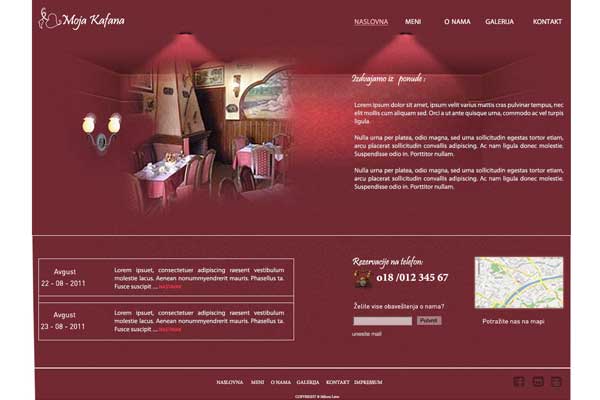 Moja Kafana
NASLOVNA MENI O NAMA GALERIJA KONTAKT
Izdvajamo iz ponude :
Lorem ipsum dolor sit amet, ipsum velit varius mattis cras pulvinar tempus, nec
elit mollis cum aliquam sed. Orci a ut ante quisque urna, commodo ac vel turpis
ligula.
Nulla urna per platea, odio magna, sed urna sollicitudin egestas tortor etiam,
arcu placerat sollicitudin convallis adipiscing. Ac nam ligula donec molestie.
Suspendisse odio in. Porttitor nullam.
Nulla urna per platea, odio magna, sed urna sollicitudin egestas tortor etiam,
arcu placerat sollicitudin convallis adipiscing. Ac nam ligula donec molestie.
Suspendisse odio in. Porttitor nullam.
Avgust
22 - 08 - 2011
Lorem ipsuet, consectetuer adipiscing raesent vestibulum
molestie lacus. Aenean nonummyendrerit mauris. Phasellus ta.
Fusce suscipit ... NASTAVAK
Avgust
23 - 08 - 2011
Lorem ipsuet, consectetuer adipiscing raesent vestibulum
molestie lacus. Aenean nonummyendrerit mauris. Phasellus ta.
Fusce suscipit ... NASTAVAK
Rezervacije na telefon:
018 /012 345 67
Želite vise obaveštenja o nama?
Potvrdi
unesite mail
Potražite nas na mapi
NASLOVNA MENI O NAMA GALERIJA KONTAKT IMPRESSUM
COPYRIGHT ©